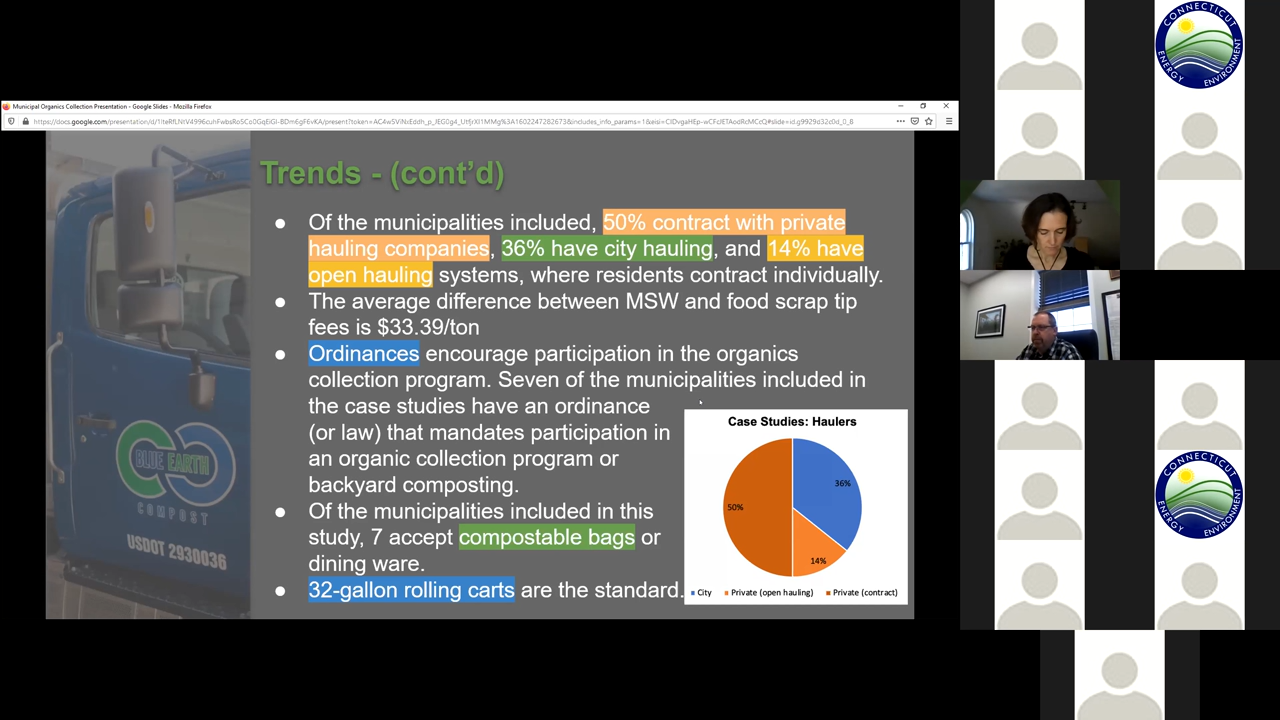 Municipal Organics Collection Presentation - Google Slides - Mozilla Firefox
Trends - (cont'd)
● Of the municipalities included, 50% contract with private
hauling companies, 36% have city hauling, and 14% have
open hauling systems, where residents contract individually.
● The average difference between MSW and food scrap tip
fees is $33.39/ton
● Ordinances encourage participation in the organics
collection program. Seven of the municipalities included in
the case studies have an ordinance
(or law) that mandates participation in
an organic collection program or
backyard composting.
● Of the municipalities included in this
study, 7 accept compostable bags or
dining ware.
● 32-gallon rolling carts are the standard.
Case Studies: Haulers
36%
50%
14%
City Private (open hauling) Private (contract)
BLUE EARTH
COMPOST
USDOT 2930036
CONNECTICUT
ENERGY ENVIRONMENT
CONNECTICUT
ENERGY ENVIRONMENT